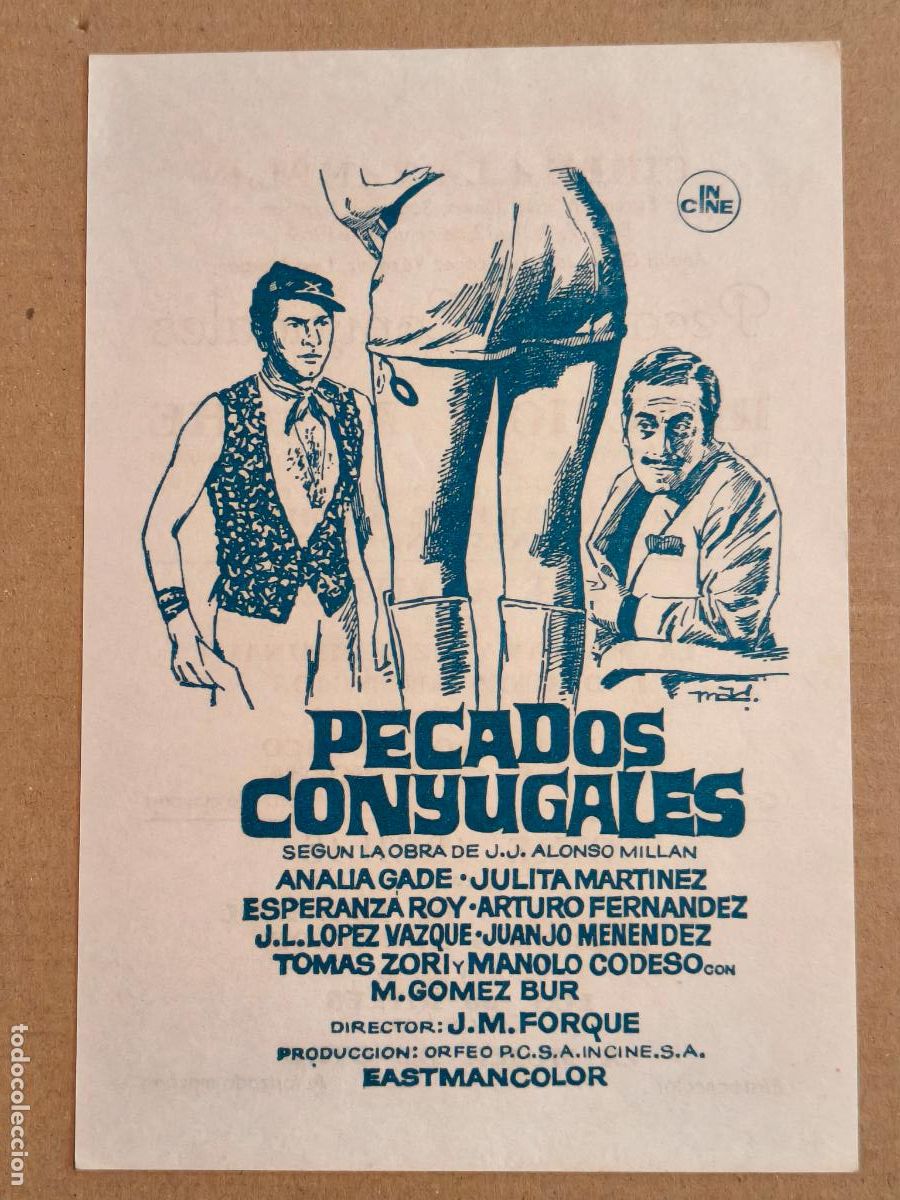 IN
CINE
mac!
PECADOS
CONYUGALES
SEGUN LA OBRA DE J.J. ALONSO MILLAN
ANALIA GADE • JULITA MARTINEZ
ESPERANZA ROY • ARTURO FERNANDEZ
J.L. LOPEZ VAZQUE • JUANJO MENENDEZ
TOMAS ZORI Y MANOLO CODESO CON
M. GOMEZ BUR
DIRECTOR: J.M. FORQUE
PRODUCCION: ORFEO P.C.S.A. INCINE.S.A.
EASTMANCOLOR
todocoleccion